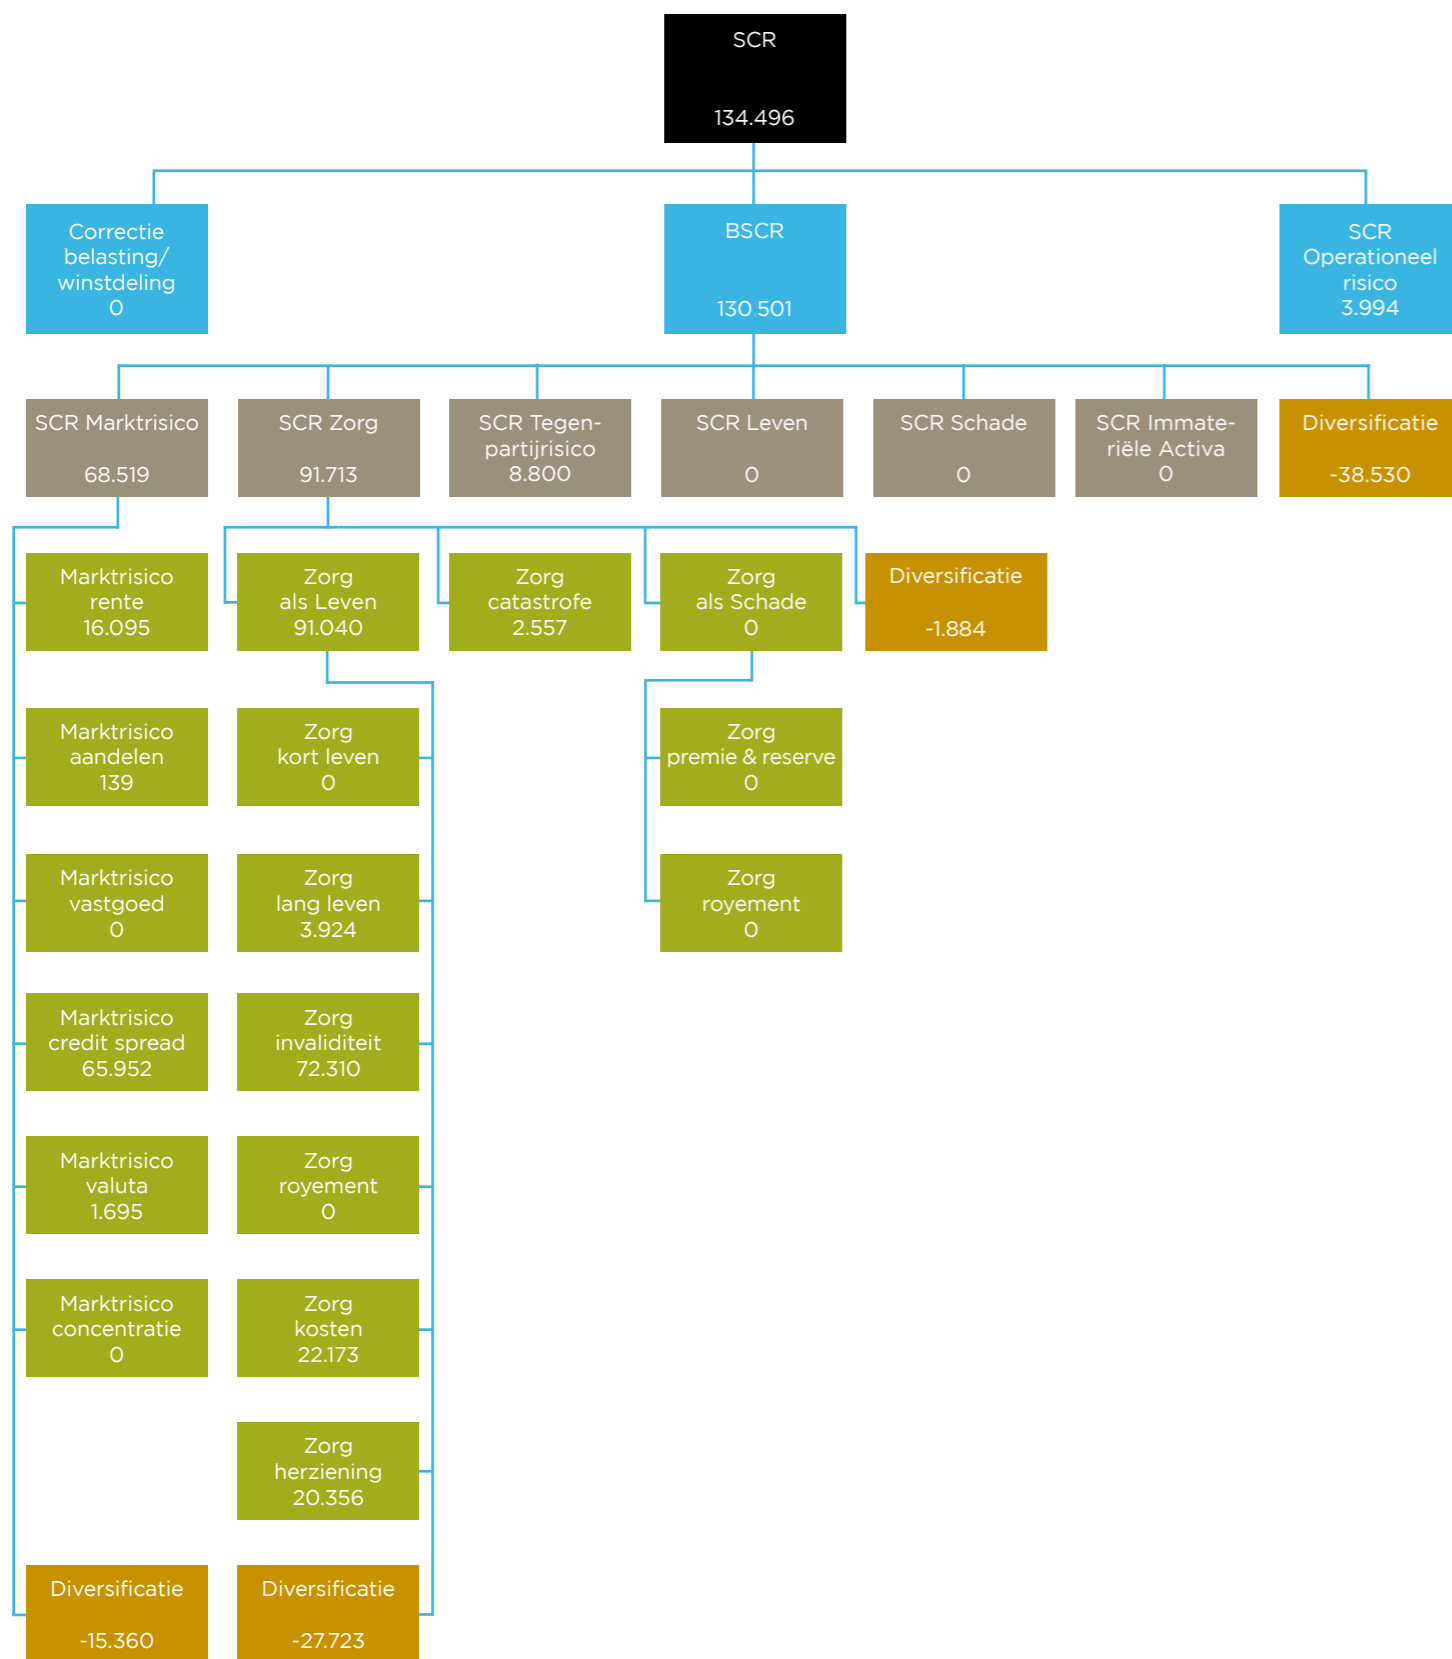 SCR
134.496
Correctie
belasting/
winstdeling
0
BSCR
130.501
SCR
Operationeel
risico
3.994
SCR Marktrisico
68.519
SCR Zorg
91.713
SCR Tegen-
partijrisico
8.800
SCR Leven
0
SCR Schade
0
SCR Immate-
riële Activa
0
Diversificatie
-38.530
Marktrisico
rente
16.095
Zorg
als Leven
91.040
Zorg
catastrofe
2.557
Zorg
als Schade
0
Diversificatie
-1.884
Marktrisico
aandelen
139
Zorg
kort leven
0
Zorg
premie & reserve
0
Marktrisico
vastgoed
0
Zorg
lang leven
3.924
Zorg
royement
0
Marktrisico
credit spread
65.952
Zorg
invaliditeit
72.310
Marktrisico
valuta
1.695
Zorg
royement
0
Marktrisico
concentratie
0
Zorg
kosten
22.173
Zorg
herziening
20.356
Diversificatie
-15.360
Diversificatie
-27.723